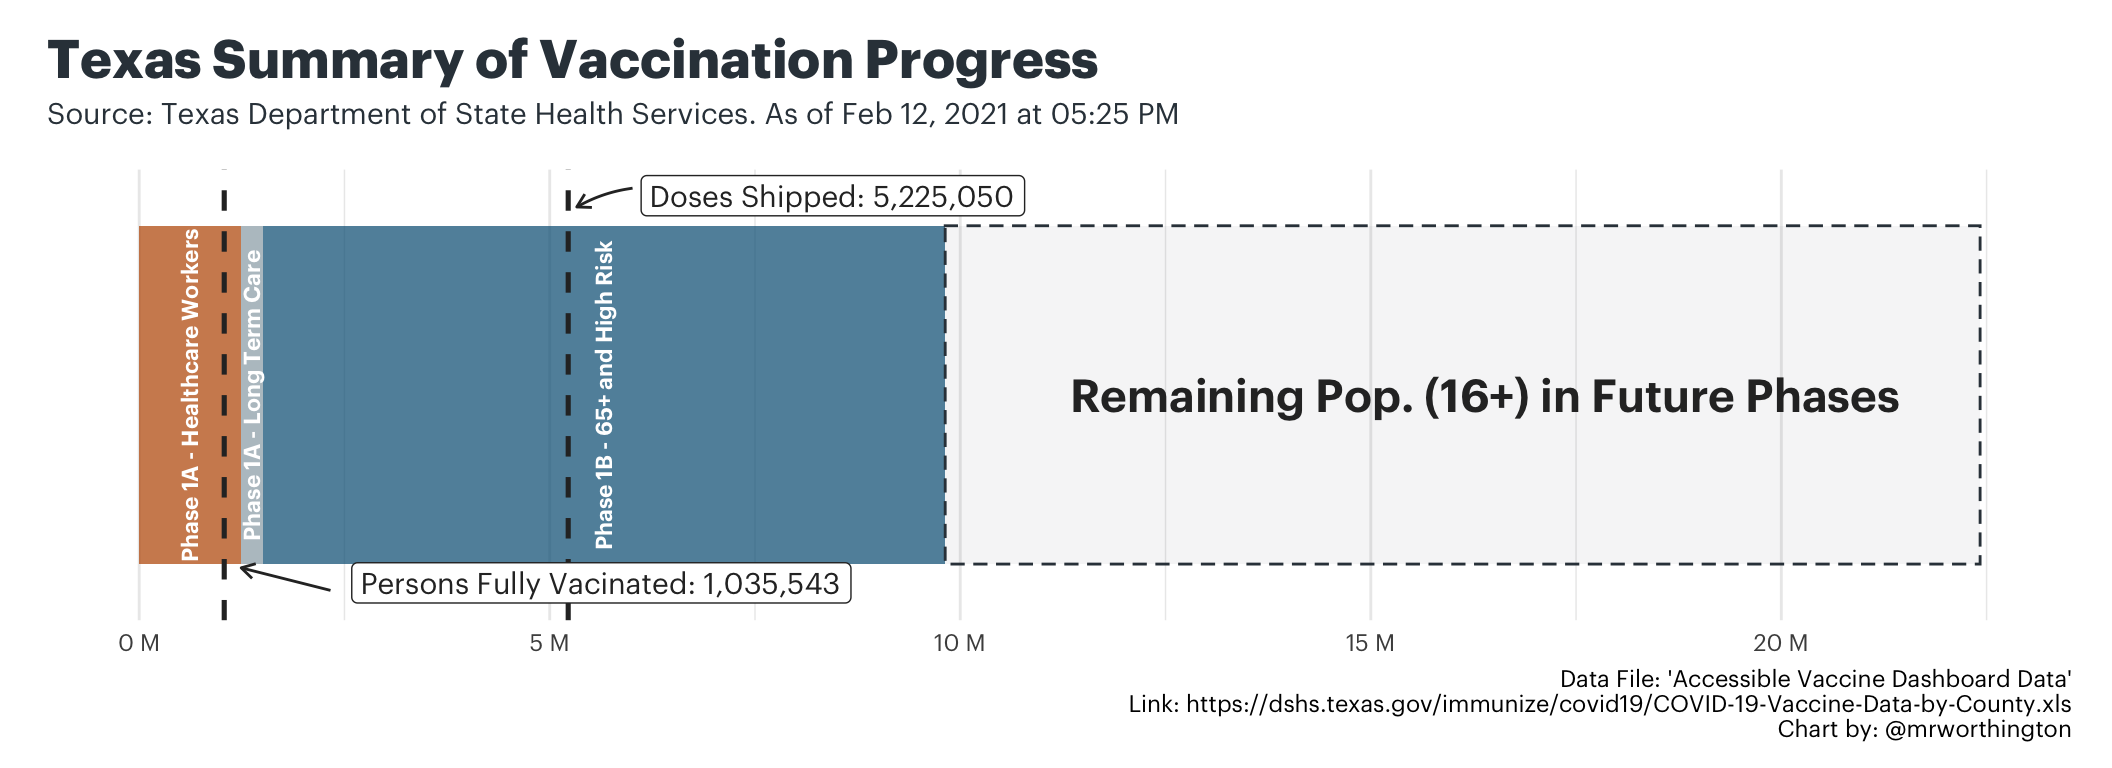 Texas Summary of Vaccination Progress
Source: Texas Department of State Health Services. As of Feb 12, 2021 at 05:25 PM
Doses Shipped: 5,225,050
Phase 1A - Healthcare Workers
Phase 1A - Long Term Care
Phase 1B - 65+ and High Risk
Remaining Pop. (16+) in Future Phases
Persons Fully Vacinated: 1,035,543
0 M 5 M 10 M 15 M 20 M
Data File: 'Accessible Vaccine Dashboard Data'
Link: https://dshs.texas.gov/immunize/covid19/COVID-19-Vaccine-Data-by-County.xls
Chart by: @mrworthington